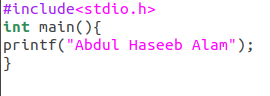 #include<stdio.h>
int main(){
printf("Abdul Haseeb Alam");
}